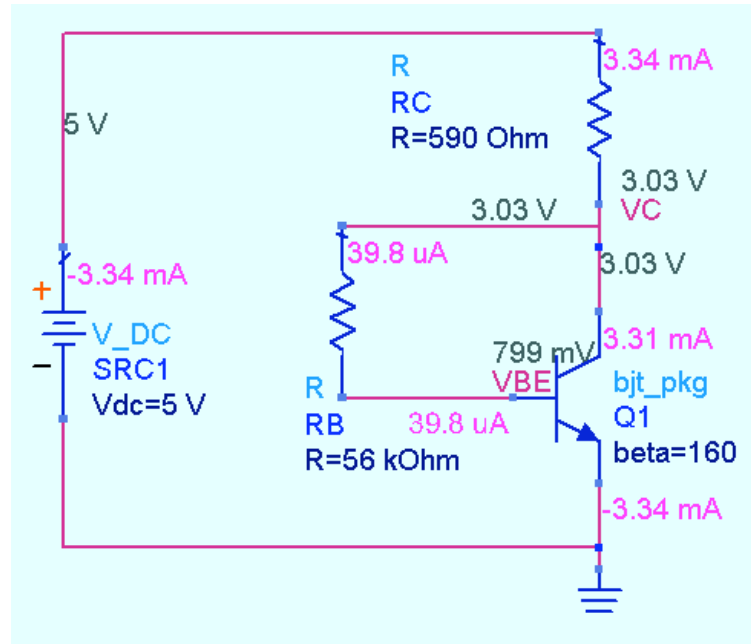 3.34 mA
R
RC
R=590 Ohm
5 V
3.03 V
VC
3.03 V
39.8 uA
3.03 V
-3.34 mA
+
V_DC
SRC1
Vdc=5 V
–
799 mV
VBE
3.31 mA
bjt_pkg
Q1
beta=160
R
RB
R=56 kOhm
39.8 uA
-3.34 mA